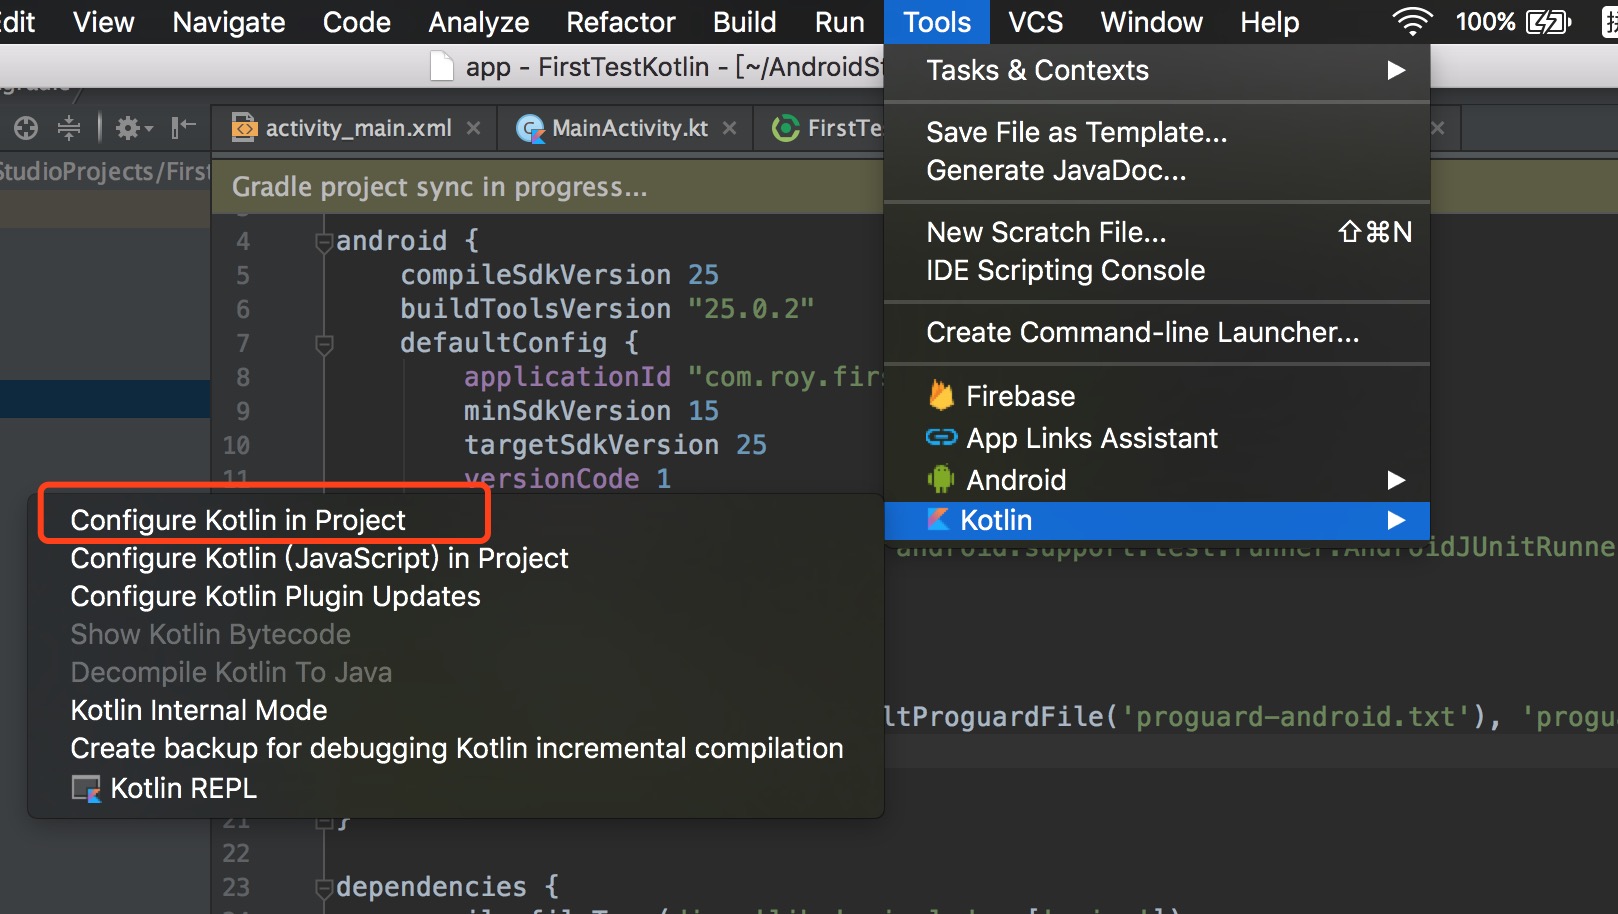 View Navigate Code Analyze Refactor Build Run Tools VCS Window Help 100%
app - FirstTestKotlin - [~/AndroidSt
Tasks & Contexts
activity_main.xml MainActivity.kt FirstTe
Save File as Template...
Generate JavaDoc...
StudioProjects/First
Gradle project sync in progress...
New Scratch File... ⇧⌘N
IDE Scripting Console
Create Command-line Launcher...
Firebase
App Links Assistant
Android
Kotlin
4 android {
5 compileSdkVersion 25
6 buildToolsVersion "25.0.2"
7 defaultConfig {
8 applicationId "com.roy.firs
9 minSdkVersion 15
10 targetSdkVersion 25
11 versionCode 1
android.support.test.runner.AndroidJUnitRunne
Configure Kotlin in Project
Configure Kotlin (JavaScript) in Project
Configure Kotlin Plugin Updates
Show Kotlin Bytecode
Decompile Kotlin To Java
Kotlin Internal Mode
Create backup for debugging Kotlin incremental compilation
Kotlin REPL
ltProguardFile('proguard-android.txt'), 'progu
21 }
22
23 dependencies {